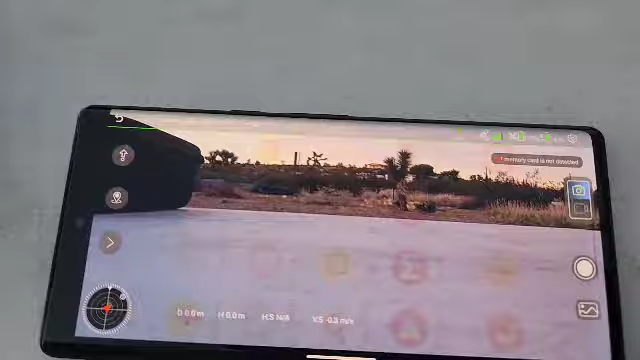 memory card is not detected
D 0.0m H 0.0m H.S N/A V.S -0.3 m/s